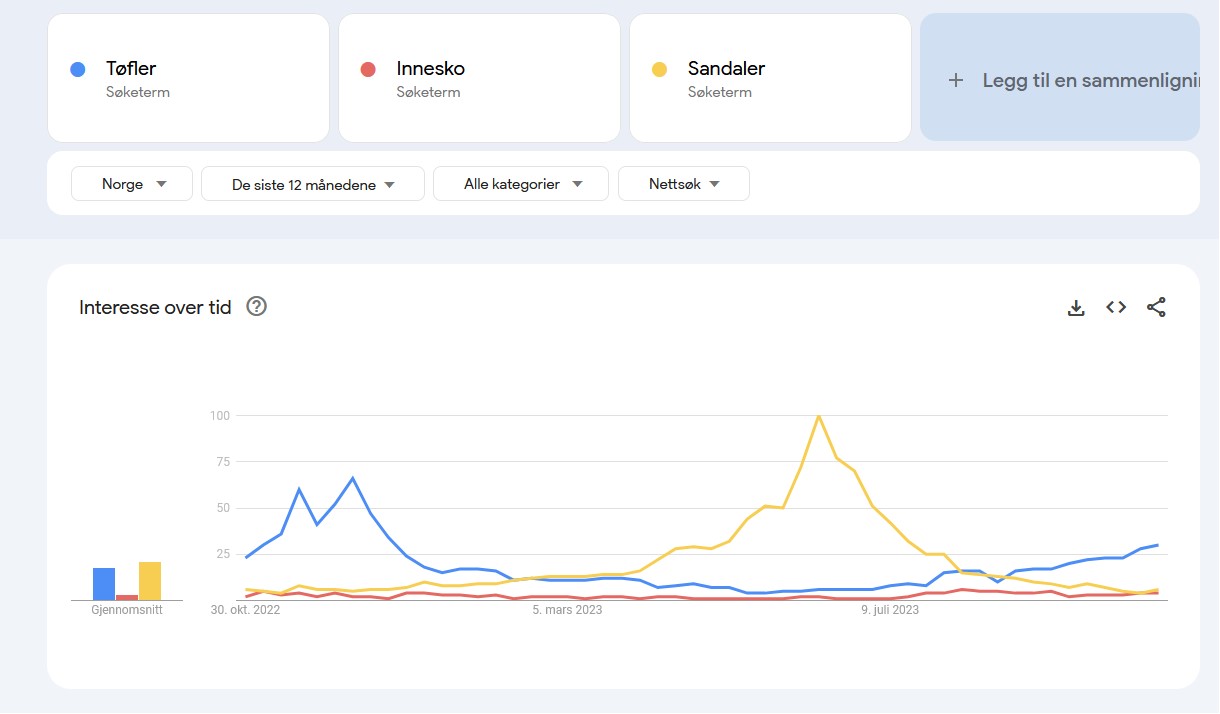 Tøfler
Søketerm
Innesko
Søketerm
Sandaler
Søketerm
+ Legg til en
Norge
De siste 12 månedene
Alle kategorier
Nettsøk
Interesse over tid
100
75
50
25
Gjennomsnitt
30. okt. 2022
5. mars 2023
9. juli 2023